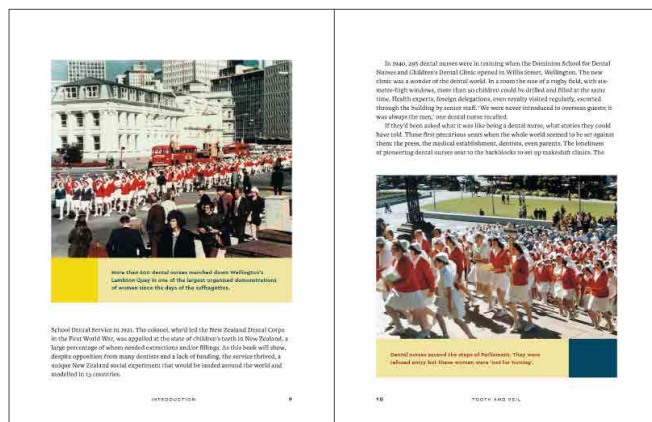 More than 600 dental nurses marched down Wellington's
Lambton Quay in one of the largest organised demonstrations
of women since the days of the suffragettes.
School Dental Service in 1921. The colonel, who'd led the New Zealand Dental Corps
in the First World War, was appalled at the state of children's teeth in New Zealand, a
large percentage of whom needed extractions and/or fillings. As this book will show,
despite opposition from many dentists and a lack of funding, the service thrived, a
unique New Zealand social experiment that would be lauded around the world and
modelled in 15 countries.
INTRODUCTION 9
In 1940, 295 dental nurses were in training when the Dominion School for Dental
Nurses and Children's Dental Clinic opened in Willis Street, Wellington. The new
clinic was a wonder of the dental world. In a room the size of a rugby field, with six-
metre-high windows, more than 50 children could be drilled and filled at the same
time. Health experts, foreign delegations, even royalty visited regularly, escorted
through the building by senior staff. 'We were never introduced to overseas guests; it
was always the men,' one dental nurse recalled.
If they'd been asked what it was like being a dental nurse, what stories they could
have told. Those first precarious years when the whole world seemed to be set against
them: the press, the medical establishment, dentists, even parents. The loneliness
of pioneering dental nurses sent to the backblocks to set up makeshift clinics. The
Dental nurses ascend the steps of Parliament. They were
refused entry but these women were 'not for turning'.
10 TOOTH AND VEIL